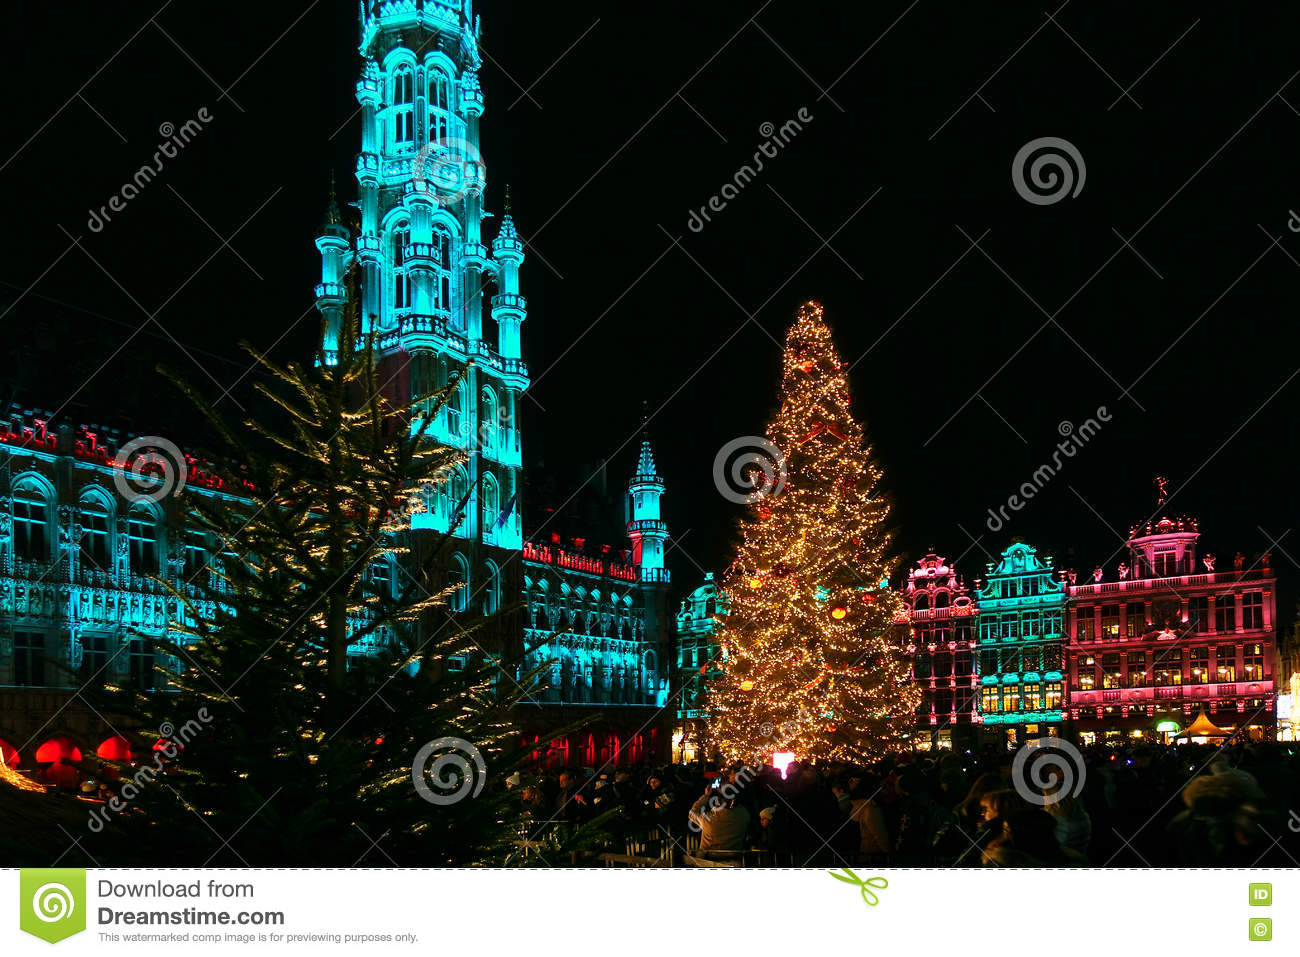 dreamstime
dreamstime
dreamstime
dreamstime
dreamstime
Download from
Dreamstime.com
This watermarked comp image is for previewing purposes only.
ID
©